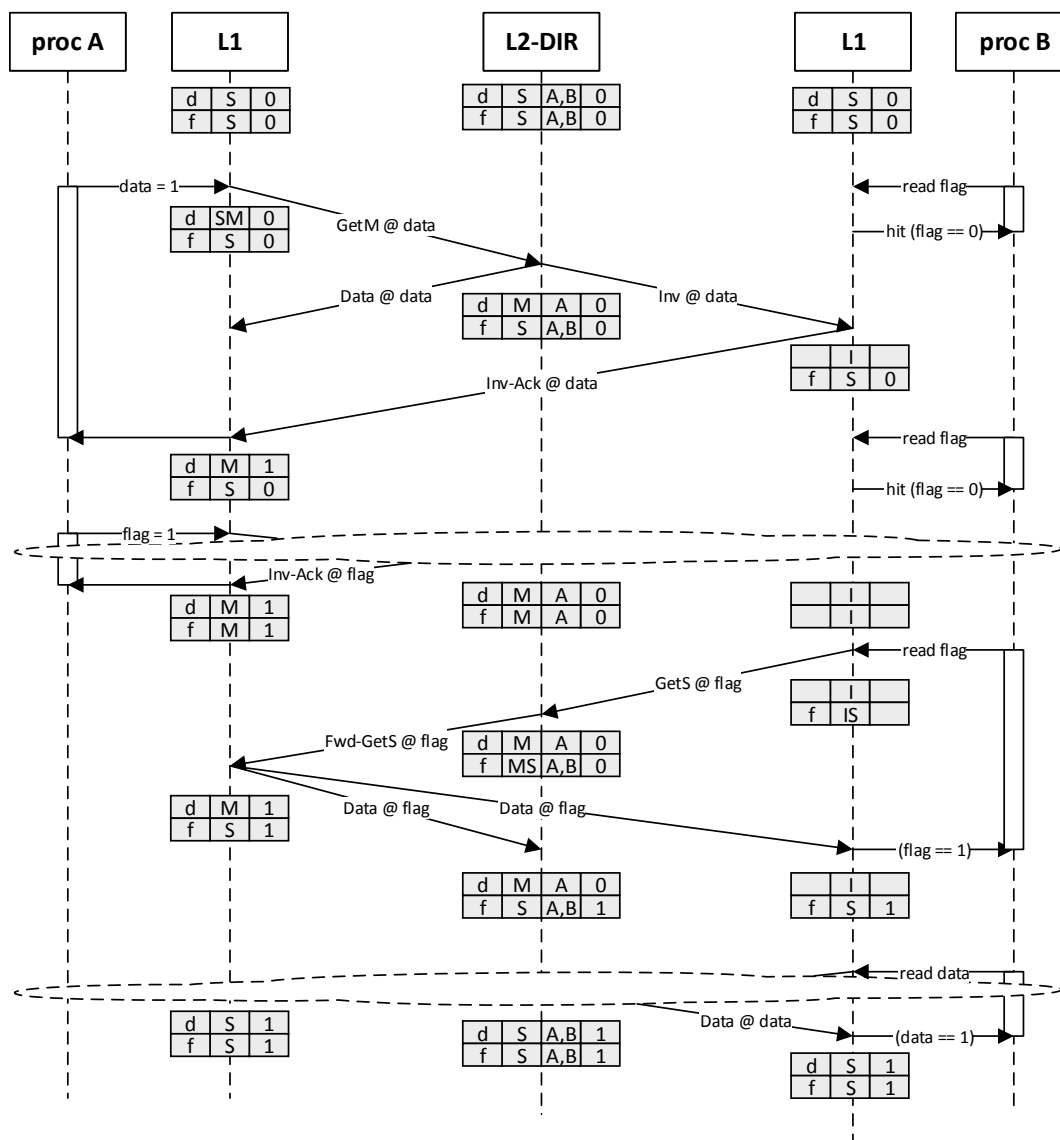 proc A L1 L2-DIR L1 proc B
d S 0 d S A,B 0 d S 0
f S 0 f S A,B 0 f S 0
data = 1 read flag
d SM 0
f S 0
GetM @ data hit (flag == 0)
Data @ data Inv @ data
d M A 0
f S A,B 0
I
f S 0
Inv-Ack @ data
read flag
d M 1
f S 0
hit (flag == 0)
flag = 1
Inv-Ack @ flag
d M 1 d M A 0 I
f M 1 f M A 0 I
read flag
GetS @ flag
I
f IS
Fwd-GetS @ flag
d M A 0
f MS A,B 0
d M 1
f S 1
Data @ flag Data @ flag
(flag == 1)
d M A 0 I
f S A,B 1 f S 1
read data
d S 1 d S A,B 1
f S 1 f S A,B 1
Data @ data (data == 1)
d S 1
f S 1